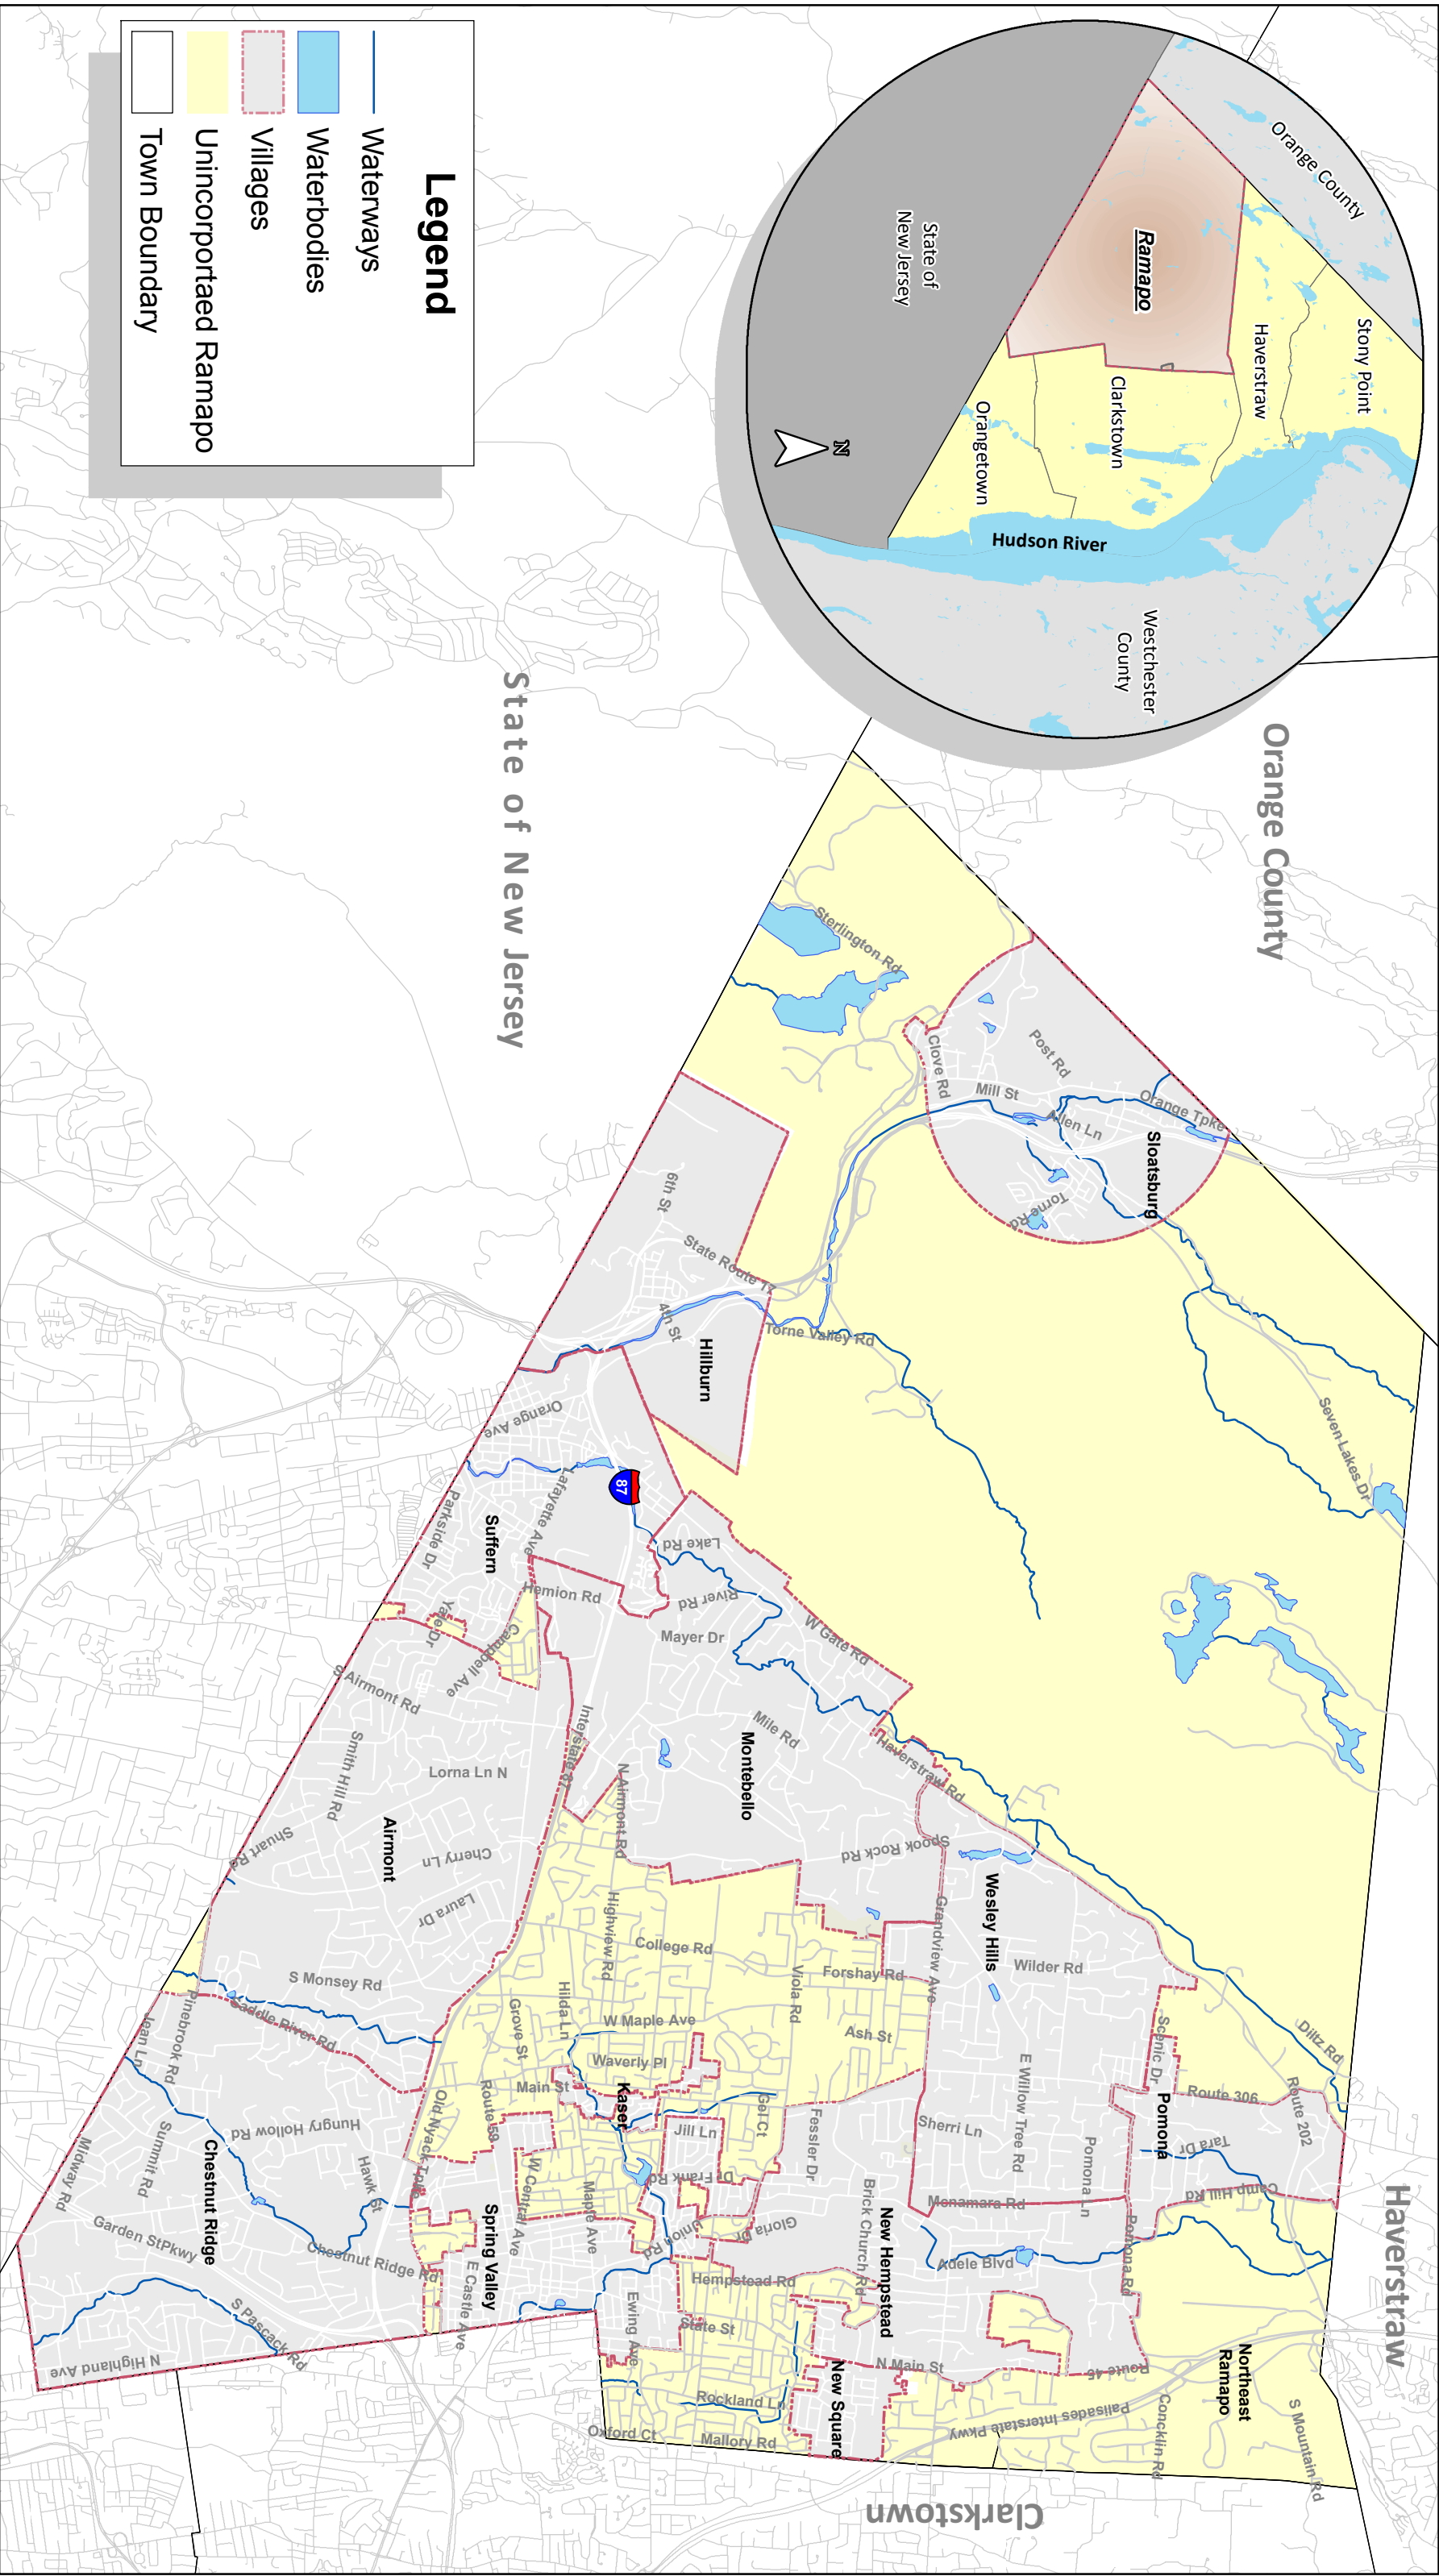 Orange County
Stony Point
Haverstraw
Ramapo
Clarkstown
Orangetown
State of
New Jersey
Hudson River
Westchester
County
N
Legend
Waterways
Waterbodies
Villages
Unincorportaed Ramapo
Town Boundary
Orange County
State of New Jersey
Haverstraw
Clarkstown
Sterlington Rd
Clove Rd
Post Rd
Mill St
Allen Ln
Orange Tpke
Sloatsburg
Torne Rd
6th St
State Route 17
4th St
Hillburn
Torne Valley Rd
Seven Lakes Dr
Orange Ave
Lafayette Ave
87
Suffern
Parkside Dr
Lake Rd
Hemion Rd
River Rd
Mayer Dr
W Gate Rd
Yale Dr
Campbell Ave
S Airmont Rd
Interstate 87
Mile Rd
Montebello
Haverstraw Rd
Smith Hill Rd
Lorna Ln N
N Airmont Rd
Spook Rock Rd
Airmont
Shuart Rd
Cherry Ln
Laura Dr
Wesley Hills
Grandview Ave
Highview Rd
College Rd
Viola Rd
Forshay Rd
Wilder Rd
S Monsey Rd
Saddle River Rd
Hilda Ln
Grove St
W Maple Ave
Ash St
Scenic Dr
Diltz Rd
Pinebrook Rd
Jean Ln
Waverly Pl
Main St
Kaser
Route 59
Old Nyack Tpke
E Willow Tree Rd
Route 306
Route 202
Pomona
Tara Dr
Camp Hill Rd
Gel Ct
Jill Ln
Fessler Dr
Sherri Ln
Pomona Ln
Hungry Hollow Rd
Summit Rd
Midway Rd
Hawk St
Chestnut Ridge
Garden StPkwy
Chestnut Ridge Rd
Spring Valley
W Central Ave
Maple Ave
Dr Frank Rd
Union Rd
Gloria Dr
Brick Church Rd
New Hempstead
Mcnamara Rd
Pomona Rd
Adele Blvd
Hempstead Rd
E Castle Ave
Ewing Ave
State St
N Main St
Route 45
S Pascack Rd
N Highland Ave
New Square
Rockland Ln
Oxford Ct
Mallory Rd
Palisades Interstate Pkwy
Concklin Rd
Northeast
Ramapo
S Mountain Rd